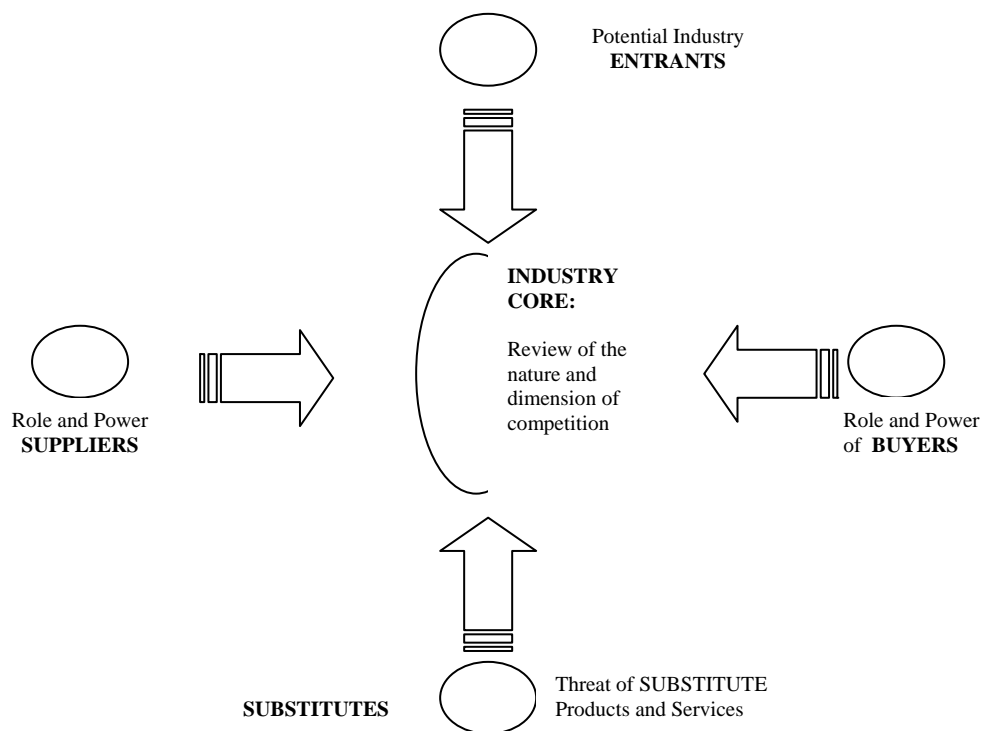 Potential Industry
ENTRANTS
INDUSTRY
CORE:
Review of the
nature and
dimension of
competition
Role and Power
SUPPLIERS
Role and Power
of BUYERS
SUBSTITUTES
Threat of SUBSTITUTE
Products and Services